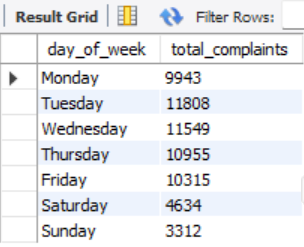 Result Grid Filter Rows:
day_of_week total_complaints
Monday 9943
Tuesday 11808
Wednesday 11549
Thursday 10955
Friday 10315
Saturday 4634
Sunday 3312